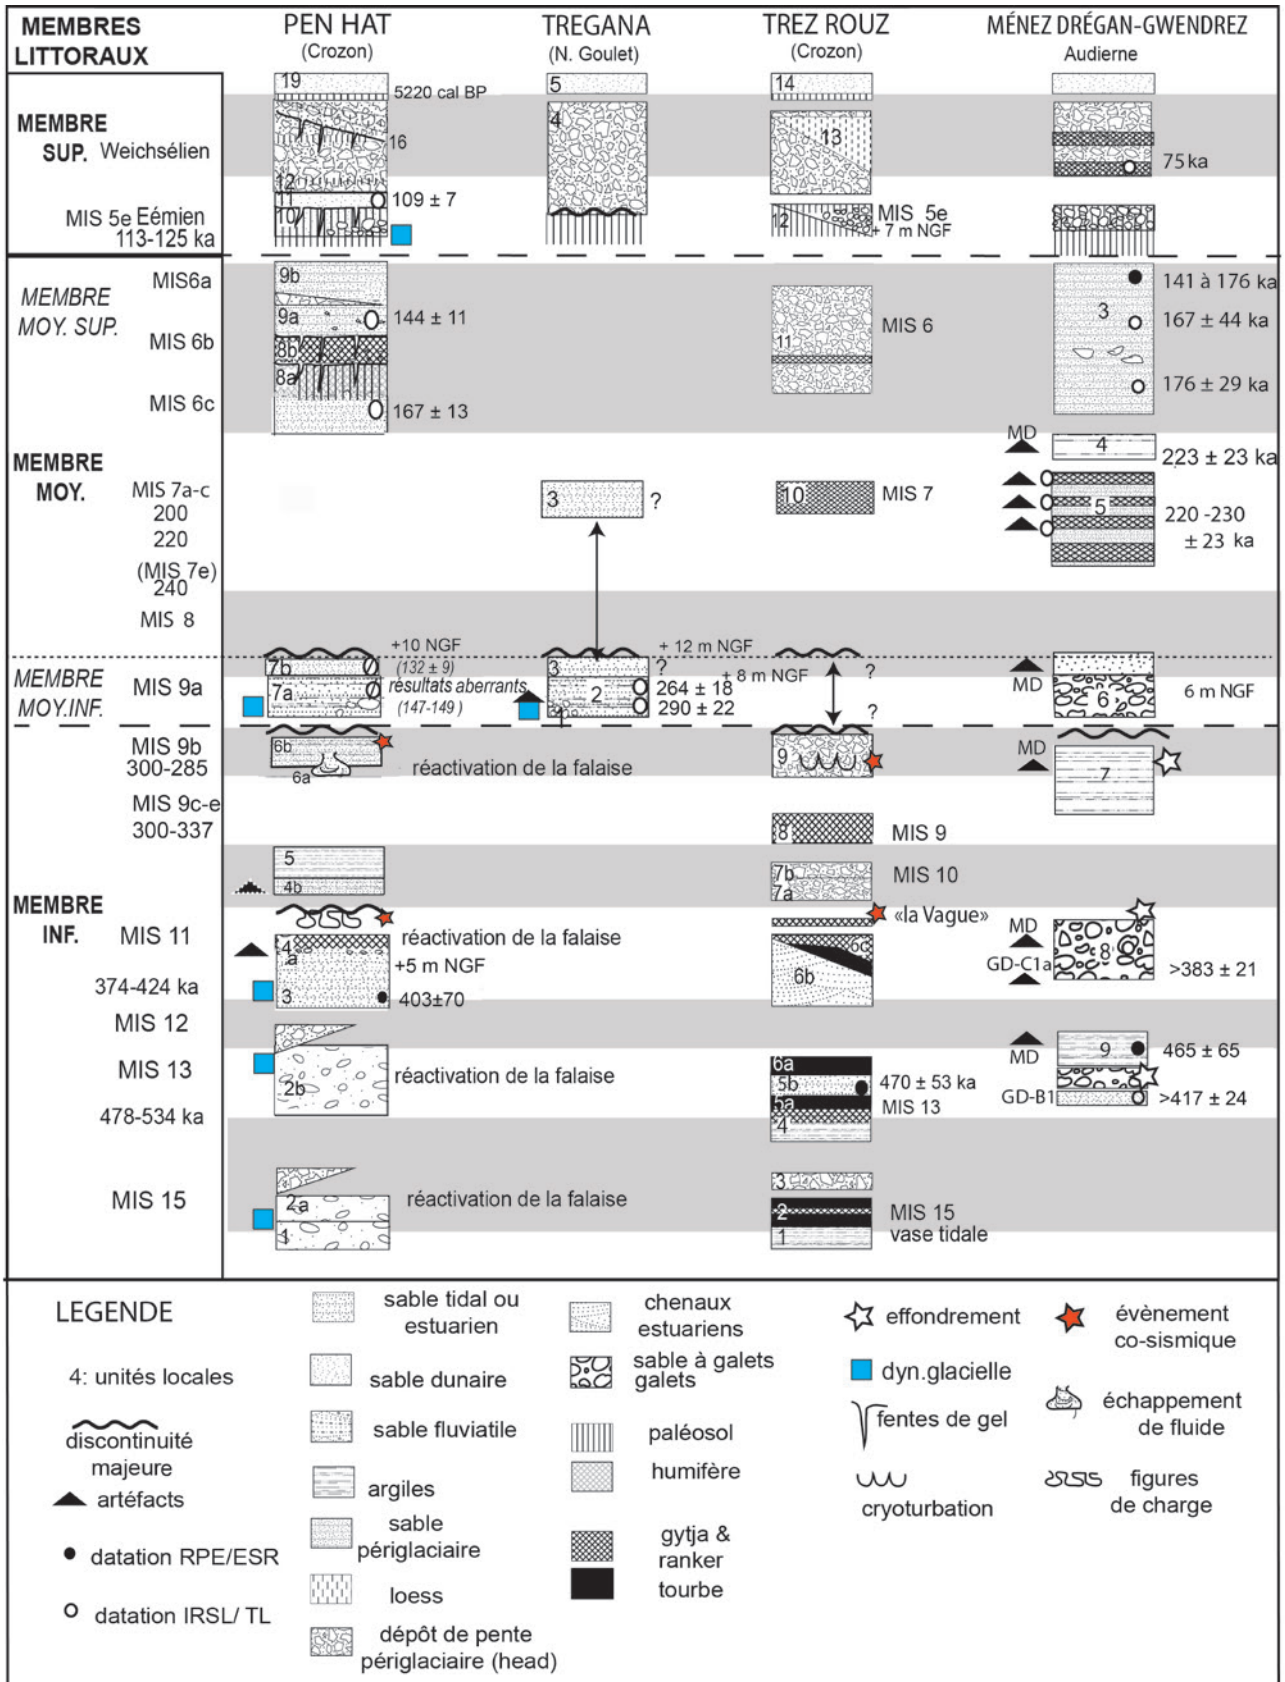 MEMBRES
LITTORAUX
PEN HAT
(Crozon)
TREGANA
(N. Goulet)
TREZ ROUZ
(Crozon)
MÉNEZ DRÉGAN-GWENDREZ
Audierne
19
5220 cal BP
5
14
MEMBRE
SUP. Weichsélien
16
4
13
75 ka
12
11
109 ± 7
MIS 5e Eémien
113-125 ka
10
12
MIS 5e
+ 7 m NGF
MEMBRE
MOY. SUP.
MIS6a
9b
141 à 176 ka
9a
144 ± 11
MIS 6
3
167 ± 44 ka
MIS 6b
8b
11
8a
176 ± 29 ka
MIS 6c
167 ± 13
MD
4
223 ± 23 ka
MEMBRE
MOY.
MIS 7a-c
200
220
3
?
10
MIS 7
5
220 -230
± 23 ka
(MIS 7e)
240
MIS 8
+10 NGF
+ 12 m NGF
7b
(132 ± 9)
3
?
+ 8 m NGF
?
MEMBRE
MOY.INF.
MIS 9a
7a
résultats aberrants
(147-149 )
2
264 ± 18
290 ± 22
1
?
MD
6
6 m NGF
MIS 9b
300-285
6b
6a
réactivation de la falaise
9
MD
7
MIS 9c-e
300-337
8
MIS 9
5
4b
7b
7a
MIS 10
MEMBRE
INF.
MIS 11
«la Vague»
4
a
réactivation de la falaise
+5 m NGF
6c
6b
MD
GD-C1a
8
>383 ± 21
374-424 ka
3
403±70
MIS 12
MIS 13
2b
réactivation de la falaise
6a
5b
470 ± 53 ka
5a
MIS 13
4
MD
9
465 ± 65
GD-B1
>417 ± 24
478-534 ka
3
MIS 15
2a
réactivation de la falaise
1
2
MIS 15
1
vase tidale
LEGENDE
4: unités locales
discontinuité
majeure
artéfacts
datation RPE/ESR
datation IRSL/ TL
sable tidal ou
estuarien
sable dunaire
sable fluviatile
argiles
sable
périglaciaire
loess
dépôt de pente
périglaciaire (head)
chenaux
estuariens
sable à galets
galets
paléosol
humifère
gytja &
ranker
tourbe
effondrement
dyn.glacielle
fentes de gel
cryoturbation
évènement
co-sismique
échappement
de fluide
figures
de charge